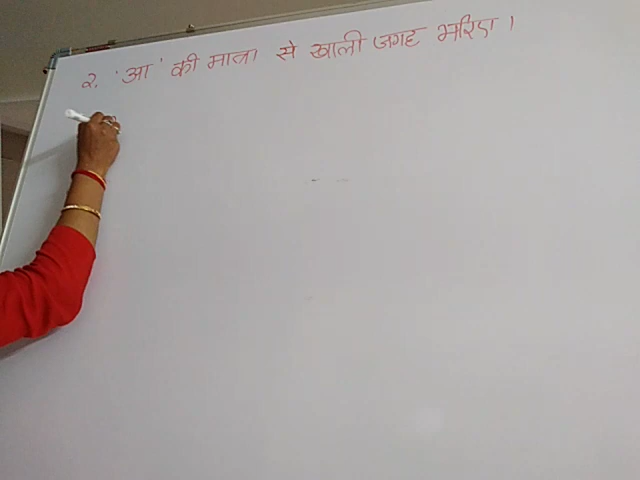 २. 'आ' की मात्रा से खाली जगह भरिए।